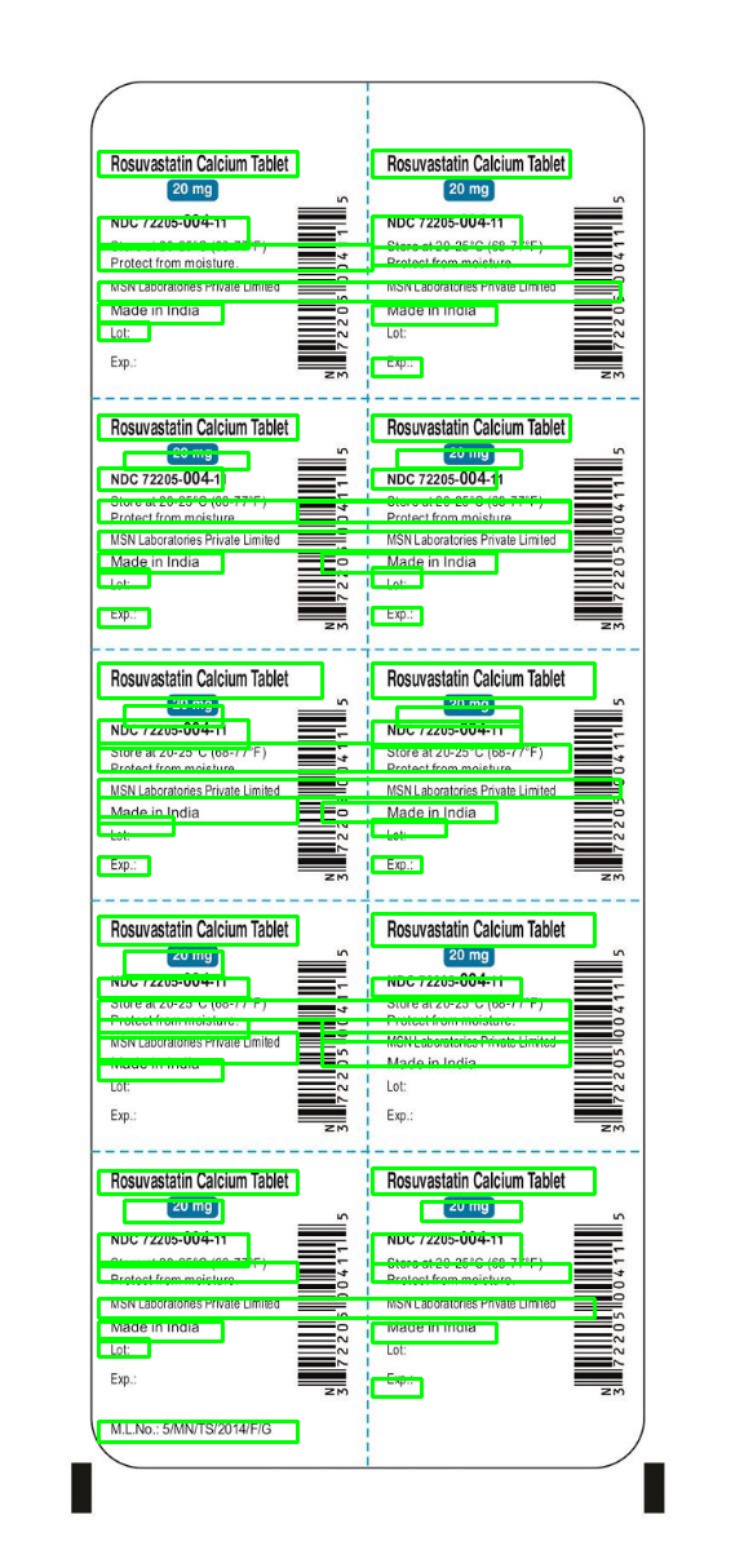 Rosuvastatin Calcium Tablet
20 mg
NDC 72205-004-11
Store at 20-25°C (68-77°F)
Protect from moisture.
MSN Laboratories Private Limited
Made in India
Lot:
Exp.:
N 3 72205 00411 5
Rosuvastatin Calcium Tablet
20 mg
NDC 72205-004-11
Store at 20-25°C (68-77°F)
Protect from moisture.
MSN Laboratories Private Limited
Made in India
Lot:
Exp.:
N 3 72205 00411 5
Rosuvastatin Calcium Tablet
20 mg
NDC 72205-004-11
Store at 20-25°C (68-77°F)
Protect from moisture.
MSN Laboratories Private Limited
Made in India
Lot:
Exp.:
N 3 72205 00411 5
Rosuvastatin Calcium Tablet
20 mg
NDC 72205-004-11
Store at 20-25°C (68-77°F)
Protect from moisture.
MSN Laboratories Private Limited
Made in India
Lot:
Exp.:
N 3 72205 00411 5
Rosuvastatin Calcium Tablet
20 mg
NDC 72205-004-11
Store at 20-25°C (68-77°F)
Protect from moisture.
MSN Laboratories Private Limited
Made in India
Lot:
Exp.:
N 3 72205 00411 5
Rosuvastatin Calcium Tablet
20 mg
NDC 72205-004-11
Store at 20-25°C (68-77°F)
Protect from moisture.
MSN Laboratories Private Limited
Made in India
Lot:
Exp.:
N 3 72205 00411 5
Rosuvastatin Calcium Tablet
20 mg
NDC 72205-004-11
Store at 20-25°C (68-77°F)
Protect from moisture.
MSN Laboratories Private Limited
Made in India
Lot:
Exp.:
N 3 72205 00411 5
Rosuvastatin Calcium Tablet
20 mg
NDC 72205-004-11
Store at 20-25°C (68-77°F)
Protect from moisture.
MSN Laboratories Private Limited
Made in India
Lot:
Exp.:
N 3 72205 00411 5
Rosuvastatin Calcium Tablet
20 mg
NDC 72205-004-11
Store at 20-25°C (68-77°F)
Protect from moisture.
MSN Laboratories Private Limited
Made in India
Lot:
Exp.:
N 3 72205 00411 5
M.L.No.: 5/MN/TS/2014/F/G
Rosuvastatin Calcium Tablet
20 mg
NDC 72205-004-11
Store at 20-25°C (68-77°F)
Protect from moisture.
MSN Laboratories Private Limited
Made in India
Lot:
Exp.:
N 3 72205 00411 5